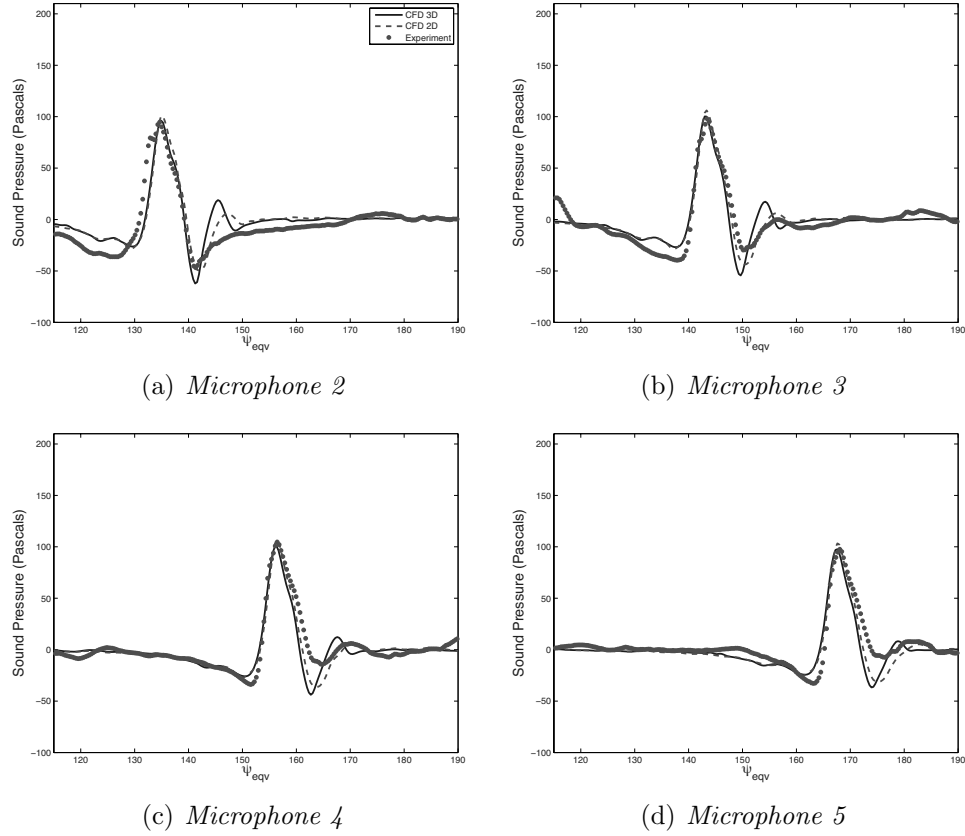 CFD 3D
CFD 2D
Experiment
200
150
100
50
0
−50
−100
Sound Pressure (Pascals)
120 130 140 150 160 170 180 190
Ψeqv
(a) Microphone 2
200
150
100
50
0
−50
−100
Sound Pressure (Pascals)
120 130 140 150 160 170 180 190
Ψeqv
(b) Microphone 3
200
150
100
50
0
−50
−100
Sound Pressure (Pascals)
120 130 140 150 160 170 180 190
Ψeqv
(c) Microphone 4
200
150
100
50
0
−50
−100
Sound Pressure (Pascals)
120 130 140 150 160 170 180 190
Ψeqv
(d) Microphone 5